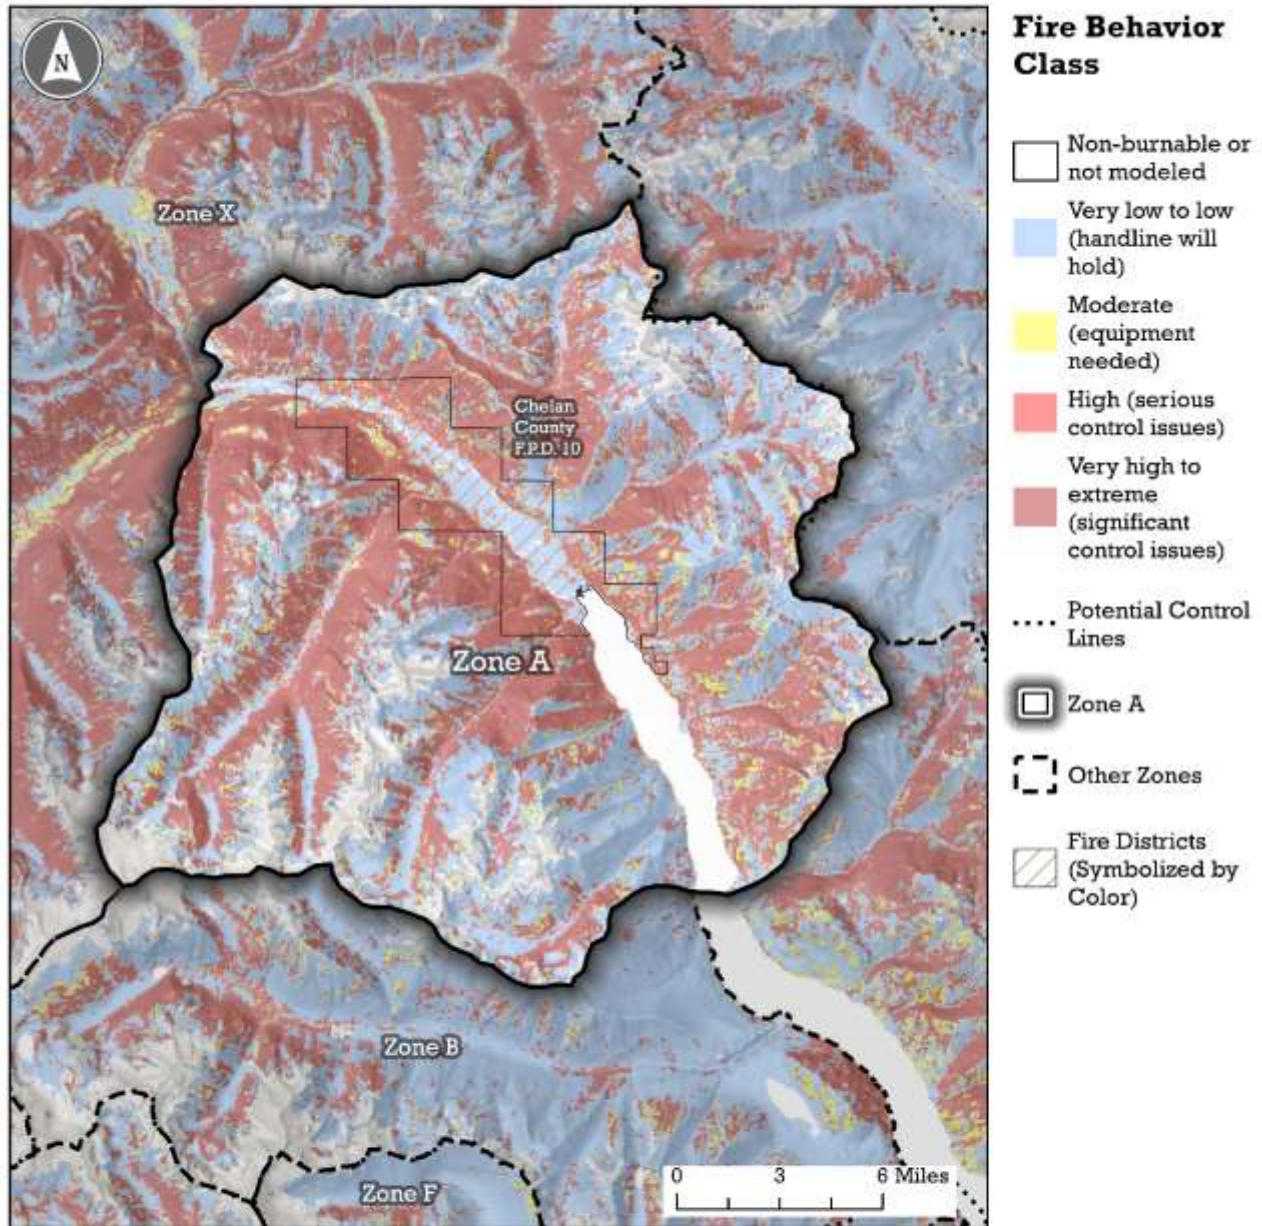 N
Zone X
Chelan
County
F.P.D. 10
Zone A
Zone B
Zone F
0 3 6 Miles
Fire Behavior
Class
Non-burnable or
not modeled
Very low to low
(handline will
hold)
Moderate
(equipment
needed)
High (serious
control issues)
Very high to
extreme
(significant
control issues)
Potential Control
Lines
Zone A
Other Zones
Fire Districts
(Symbolized by
Color)